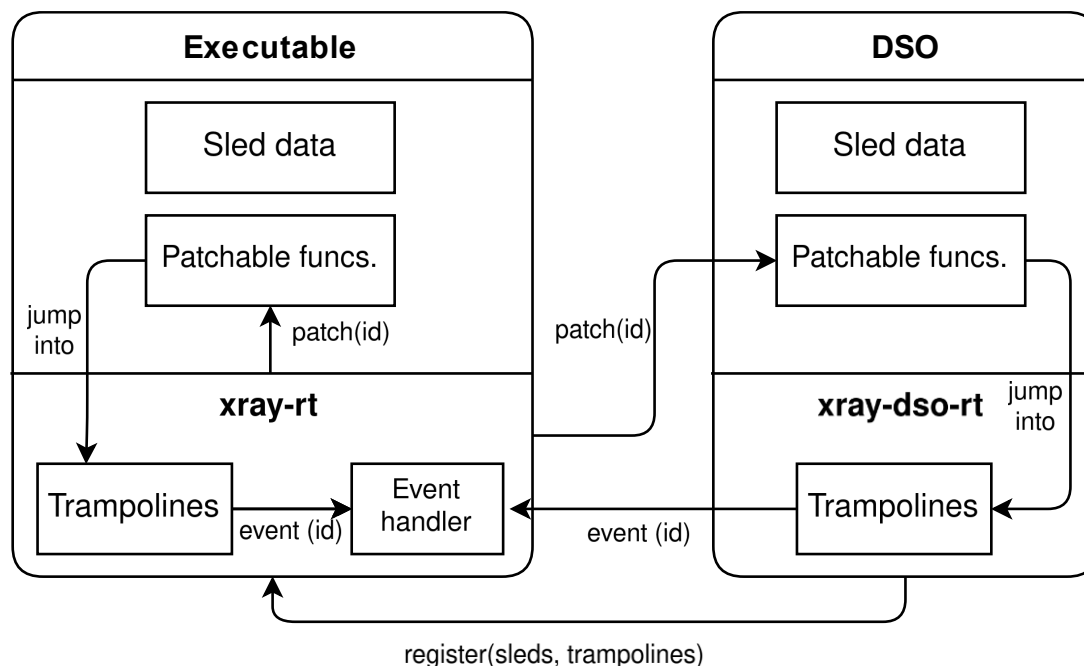 Executable
Sled data
Patchable funcs.
jump
into
patch(id)
xray-rt
Trampolines
event (id)
Event
handler
patch(id)
DSO
Sled data
Patchable funcs.
xray-dso-rt
jump
into
Trampolines
event (id)
register(sleds, trampolines)